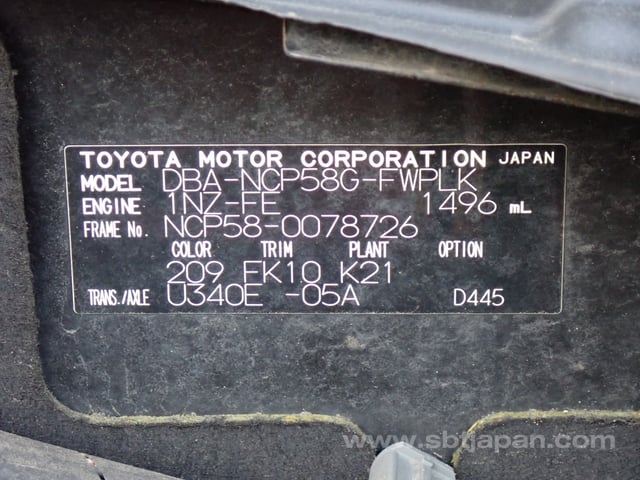 TOYOTA MOTOR CORPORATION JAPAN
MODEL DBA-NCP58G-FWPLK
ENGINE 1NZ-FE 1496 mL
FRAME No. NCP58-0078726
COLOR TRIM PLANT OPTION
209 FK10 K21
TRANS./AXLE U340E -05A D445
www.sbtjapan.com